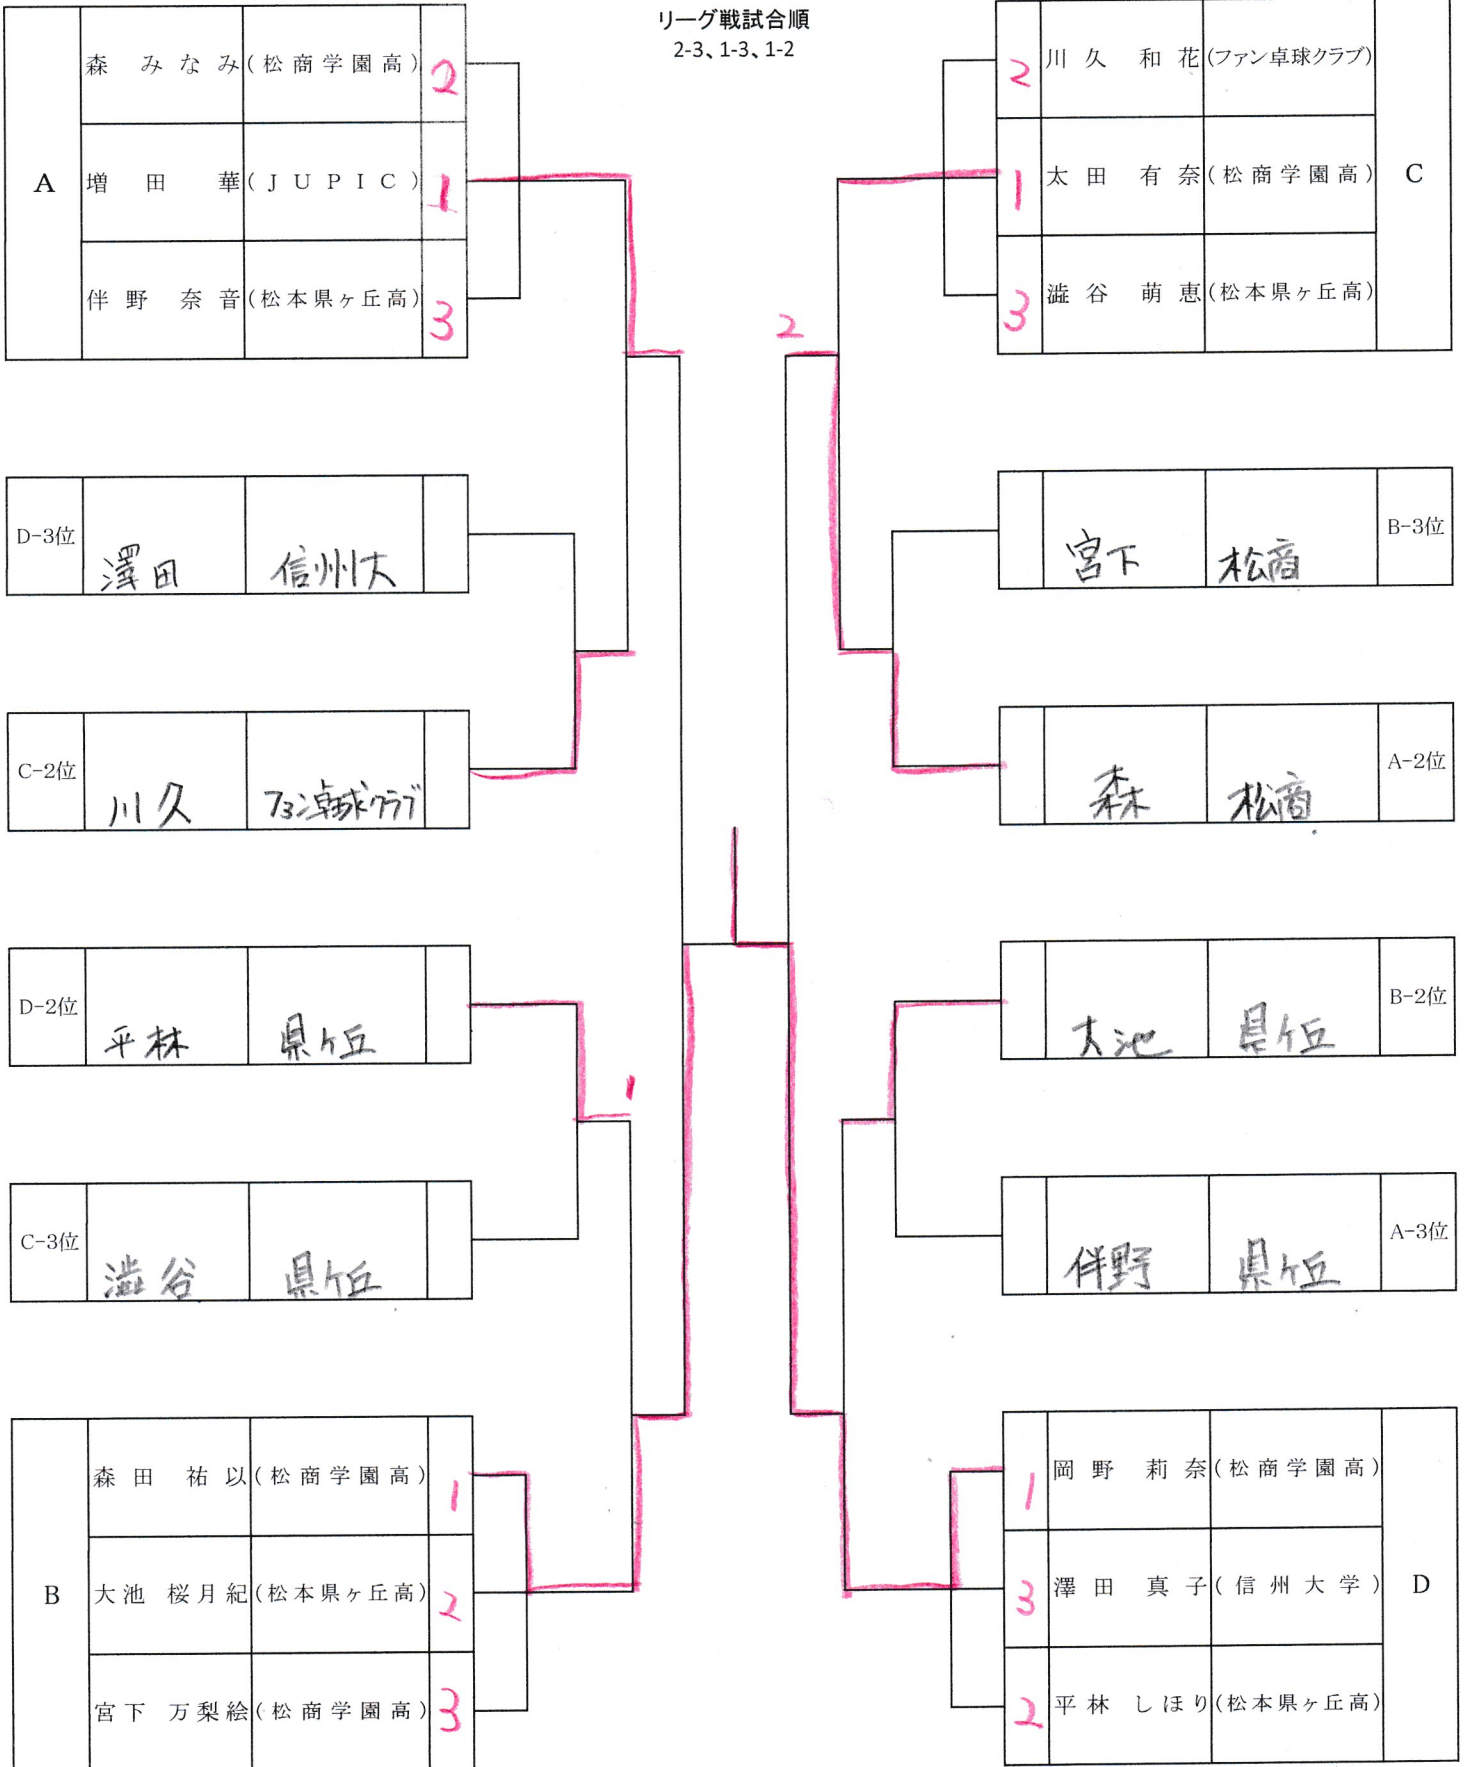 リーグ戦試合順
2-3、1-3、1-2
A
森 みなみ (松商学園高) 2
増田 華 (JUPIC) 1
伴野 奈音 (松本県ヶ丘高) 3
D-3位 澤田 信州大
C-2位 川久 ファン卓球クラブ
D-2位 平林 県ヶ丘
1
C-3位 澁谷 県ヶ丘
B
森田 祐以 (松商学園高) 1
大池 桜月紀 (松本県ヶ丘高) 2
宮下 万梨絵 (松商学園高) 3
C
2 川久 和花 (ファン卓球クラブ)
1 太田 有奈 (松商学園高)
3 澁谷 萌恵 (松本県ヶ丘高)
2
宮下 松商 B-3位
森 松商 A-2位
大池 県ヶ丘 B-2位
伴野 県ヶ丘 A-3位
D
1 岡野 莉奈 (松商学園高)
3 澤田 真子 (信州大学)
2 平林 しほり (松本県ヶ丘高)